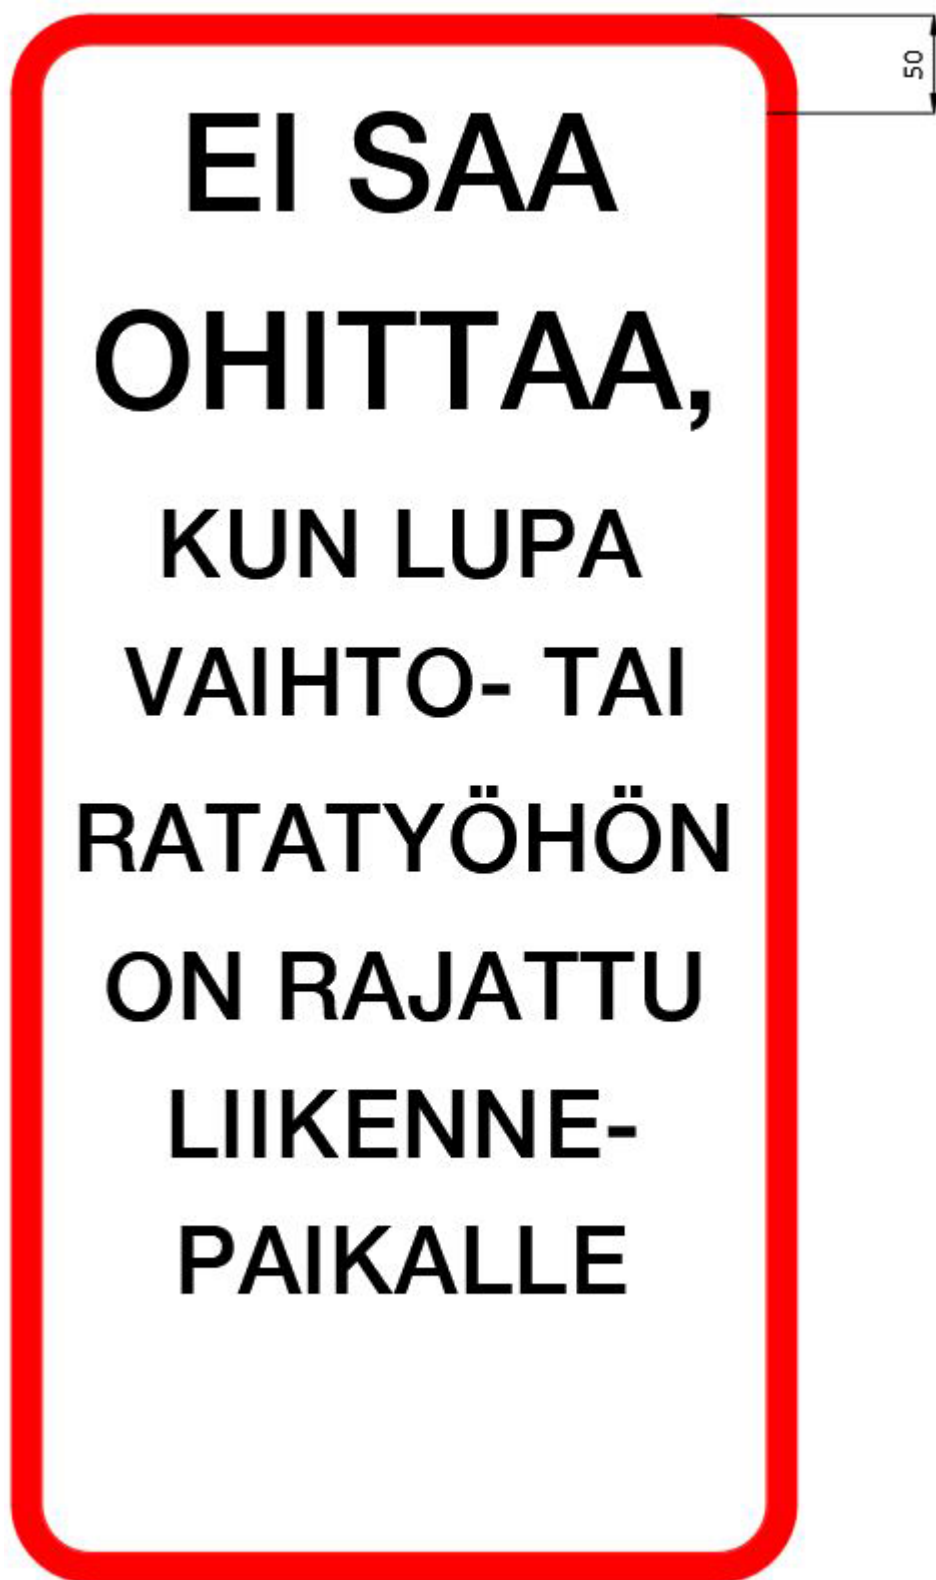 EI SAA
OHITTAA,
KUN LUPA
VAIHTO- TAI
RATATYÖHÖN
ON RAJATTU
LIIKENNE-
PAIKALLE
50